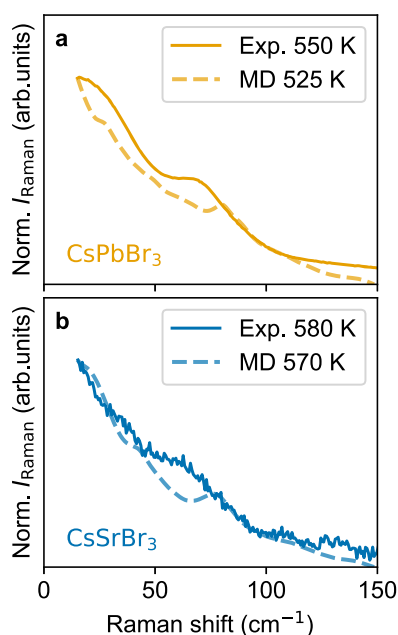 a
Exp. 550 K
MD 525 K
Norm. I_Raman (arb.units)
CsPbBr₃
b
Exp. 580 K
MD 570 K
Norm. I_Raman (arb.units)
CsSrBr₃
0 50 100 150
Raman shift (cm⁻¹)